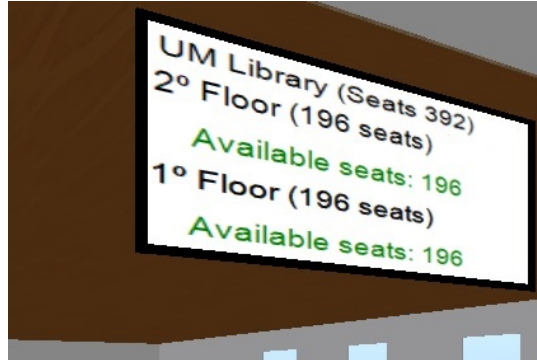 UM Library (Seats 392)
2º Floor (196 seats)
Available seats: 196
1º Floor (196 seats)
Available seats: 196